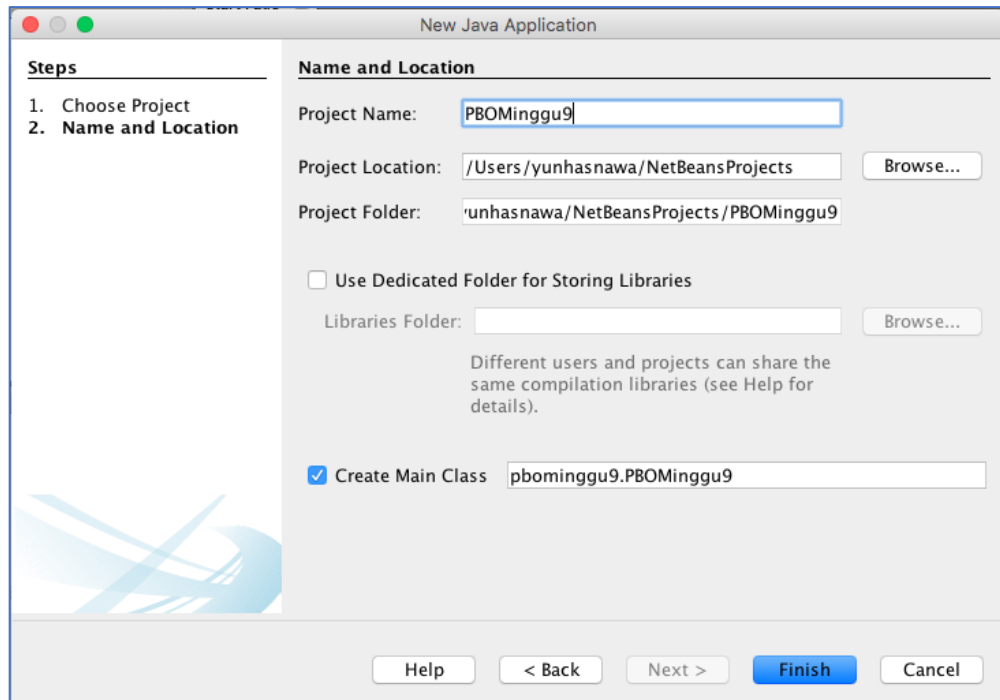 New Java Application
Steps
1. Choose Project
2. Name and Location
Name and Location
Project Name: PBOMinggu9
Project Location: /Users/yunhasnawa/NetBeansProjects Browse...
Project Folder: yunhasnawa/NetBeansProjects/PBOMinggu9
Use Dedicated Folder for Storing Libraries
Libraries Folder: Browse...
Different users and projects can share the
same compilation libraries (see Help for
details).
Create Main Class pbominggu9.PBOMinggu9
Help < Back Next > Finish Cancel